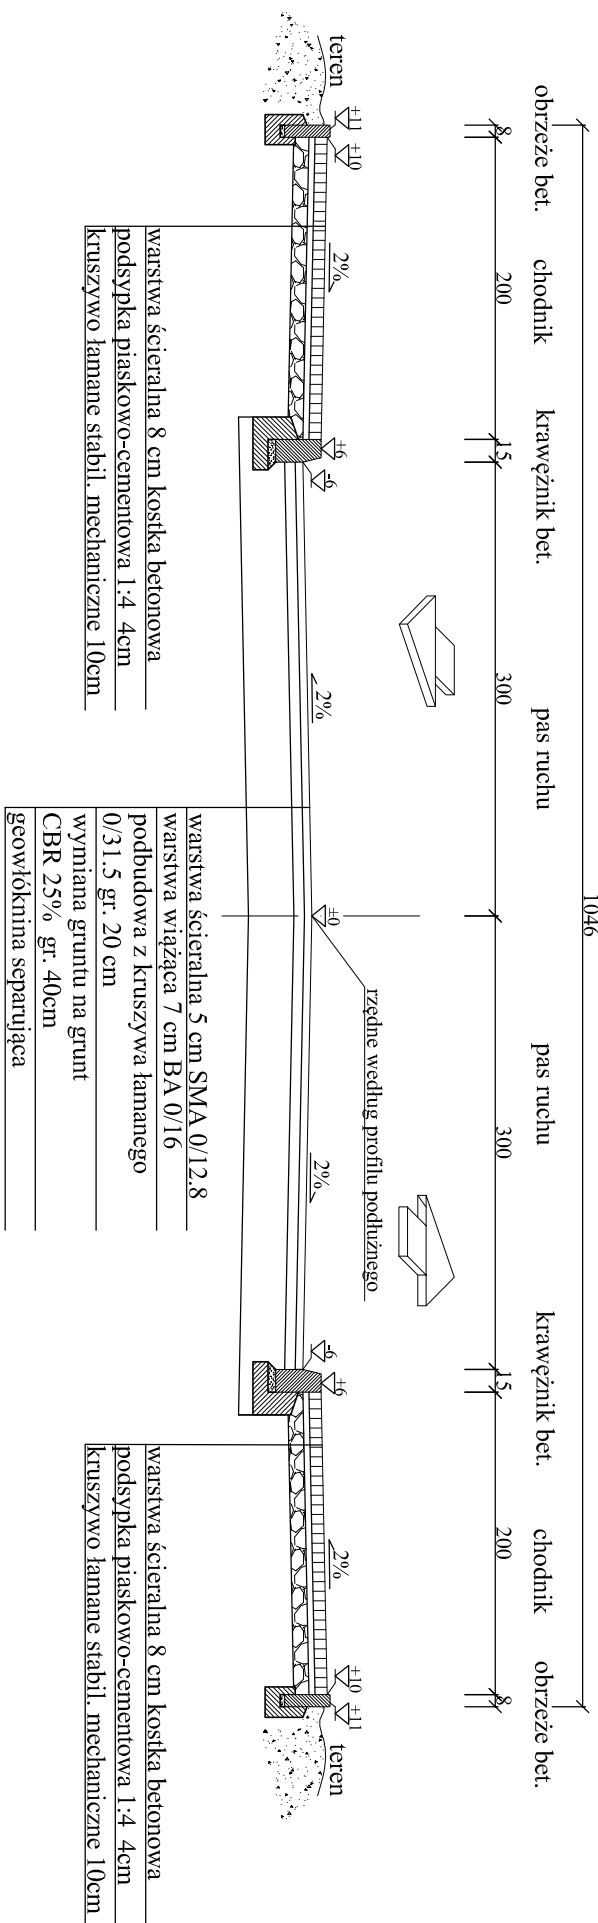 1046
obrzeże bet.
chodnik
krawężnik bet.
pas ruchu
pas ruchu
krawężnik bet.
chodnik
obrzeże bet.
8
200
15
300
300
15
200
8
teren
+11
+10
2%
+6
-6
2%
±0
rzędne według profilu podłużnego
2%
-6
+6
2%
+10
+11
teren
warstwa ścieralna 8 cm kostka betonowa
podsypka piaskowo-cementowa 1:4 4cm
kruszywo łamane stabil. mechaniczne 10cm
warstwa ścieralna 5 cm SMA 0/12.8
warstwa wiążąca 7 cm BA 0/16
podbudowa z kruszywa łamanego
0/31.5 gr. 20 cm
wymiana gruntu na grunt
CBR 25% gr. 40cm
geowłóknina separująca
warstwa ścieralna 8 cm kostka betonowa
podsypka piaskowo-cementowa 1:4 4cm
kruszywo łamane stabil. mechaniczne 10cm